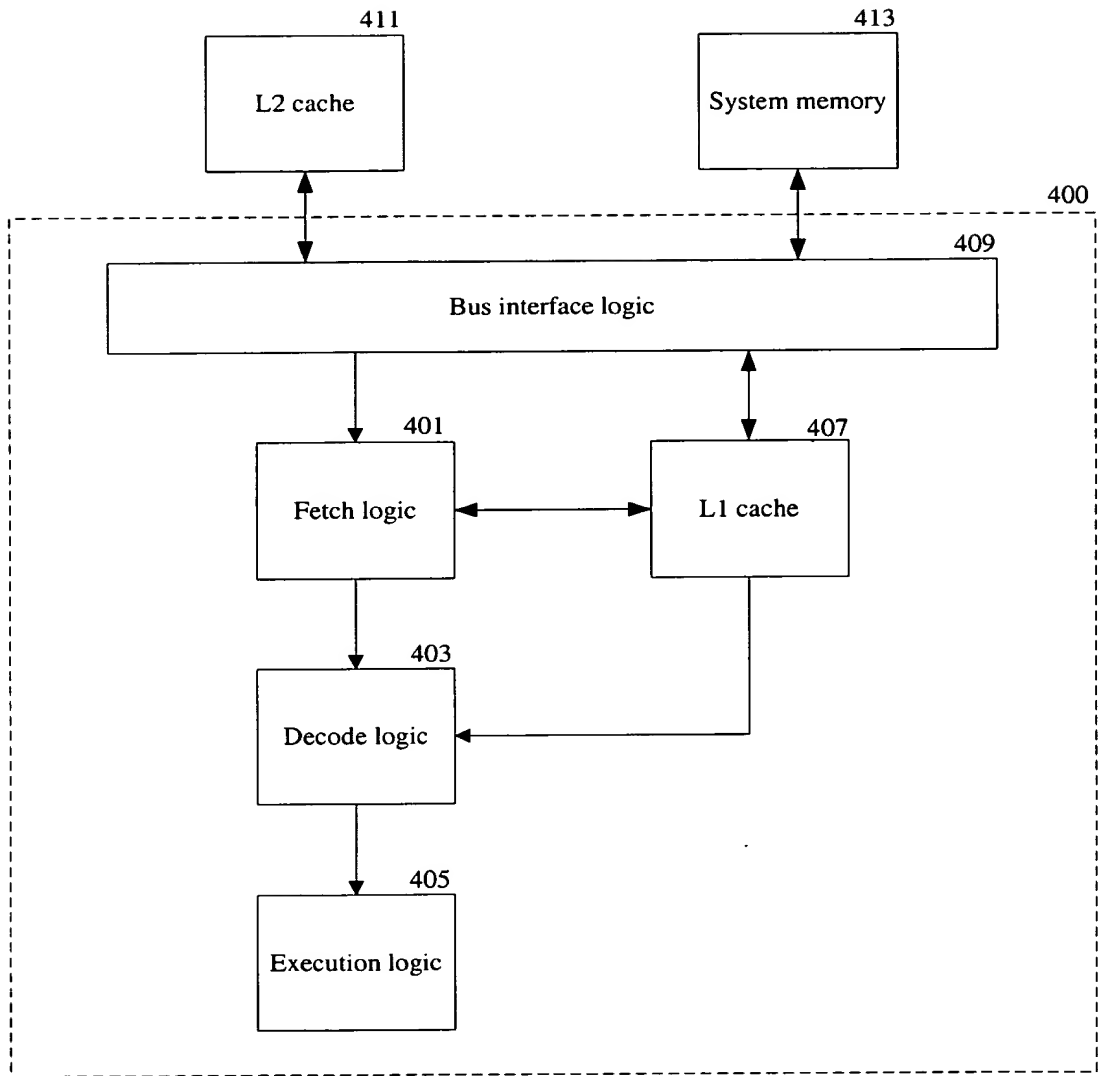 411
L2 cache
413
System memory
400
409
Bus interface logic
401
Fetch logic
407
L1 cache
403
Decode logic
405
Execution logic